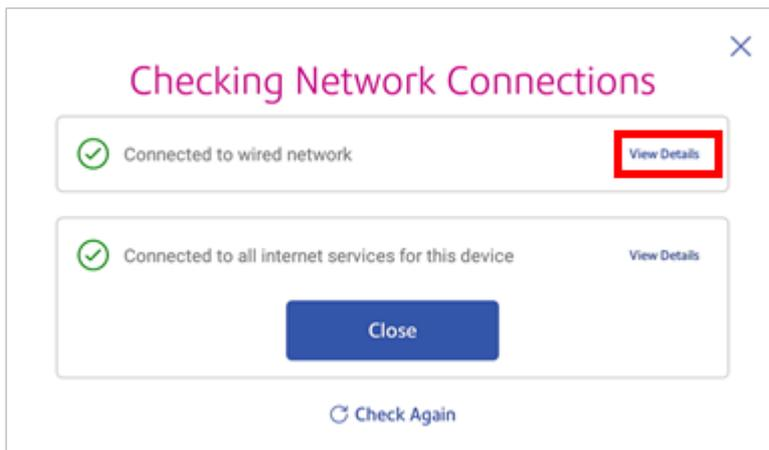 Checking Network Connections
Connected to wired network View Details
Connected to all internet services for this device View Details
Close
Check Again